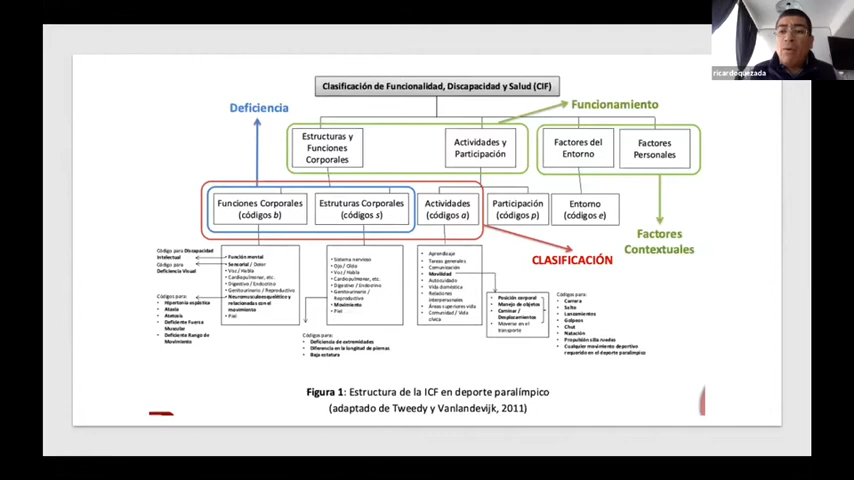 ricardoquezada
Clasificación de Funcionalidad, Discapacidad y Salud (CIF)
Deficiencia
Funcionamiento
Estructuras y
Funciones
Corporales
Actividades y
Participación
Factores del
Entorno
Factores
Personales
Funciones Corporales
(códigos b)
Estruturas Corporales
(códigos s)
Actividades
(códigos a)
Participación
(códigos p)
Entorno
(códigos e)
Factores
Contextuales
CLASIFICACIÓN
Código para Discapacidad
Intelectual
Código para
Deficiencia Visual
Códigos para:
• Hipertonía espástica
• Ataxia
• Atetosis
• Deficiente Fuerza
Muscular
• Deficiente Rango de
Movimiento
• Función mental
• Sensorial / Dolor
• Voz / Habla
• Cardiopulmonar, etc.
• Digestivo / Endocrino
• Genitourinario / Reproductive
• Neuromusculoesquelético y
relacionadas con el
movimiento
• Piel
• Sistema nervioso
• Ojo / Oído
• Voz / Habla
• Cardiopulmonar, etc.
• Digestivo / Endocrino
• Genitourinario /
Reproductive
• Movimiento
• Piel
Códigos para:
• Deficiencia de extremidades
• Diferencia en la longitud de piernas
• Baja estatura
• Aprendizaje
• Tareas generales
• Comunicación
• Movilidad
• Autocuidado
• Vida doméstica
• Relaciones
interpersonales
• Áreas superiores vida
• Comunidad / Vida
cívica
• Posición corporal
• Manejo de objetos
• Caminar /
Desplazamientos
• Moverse en el
transporte
Códigos para:
• Carrera
• Salto
• Lanzamientos
• Golpeos
• Chut
• Natación
• Propulsión silla ruedas
• Cualquier movimiento deportivo
requerido en el deporte paralímpico
Figura 1: Estructura de la ICF en deporte paralímpico
(adaptado de Tweedy y Vanlandevijk, 2011)